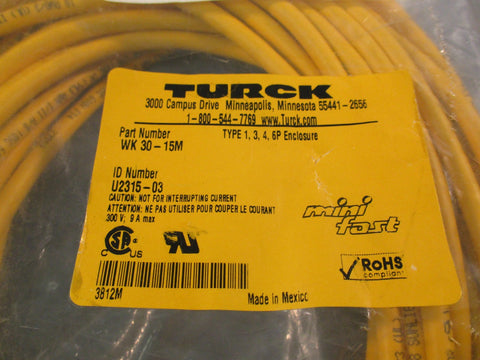 TURCK
3000 Campus Drive Minneapolis, Minnesota 55441-2656
1-800-544-7769 www.Turck.com
Part Number TYPE 1, 3, 4, 6P Enclosure
WK 30-15M
ID Number
U2315-03
CAUTION: NOT FOR INTERRUPTING CURRENT
ATTENTION: NE PAS UTILISER POUR COUPER LE COURANT
300 V; 9 A max
mini fast
C US
RoHS
compliant
3812M
Made in Mexico